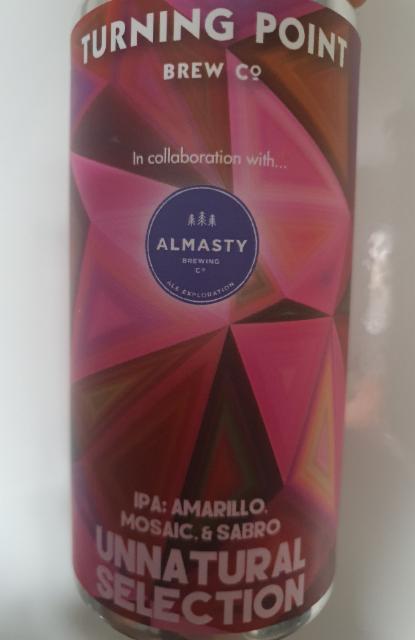 TURNING POINT
BREW Cº
In collaboration with...
ALMASTY
BREWING
Cº
ALE EXPLORATION
IPA: AMARILLO,
MOSAIC, & SABRO
UNNATURAL
SELECTION